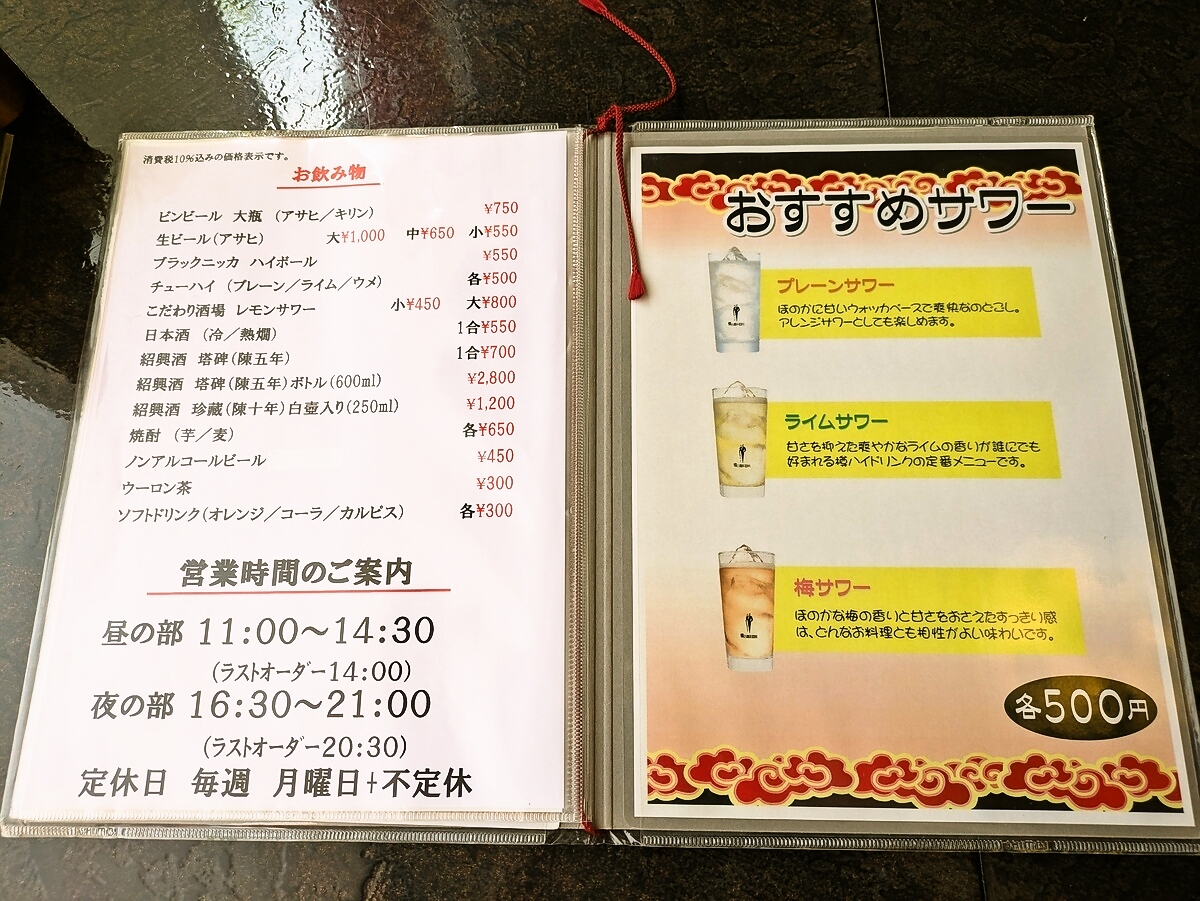 消費税10%込みの価格表示です。
お飲み物
ビンビール 大瓶 (アサヒ/キリン) ¥750
生ビール(アサヒ) 大¥1,000 中¥650 小¥550
ブラックニッカ ハイボール ¥550
チューハイ (プレーン/ライム/ウメ) 各¥500
こだわり酒場 レモンサワー 小¥450 大¥800
日本酒 (冷/熱燗) 1合¥550
紹興酒 塔碑(陳五年) 1合¥700
紹興酒 塔碑(陳五年)ボトル(600ml) ¥2,800
紹興酒 珍蔵(陳十年)白壺入り(250ml) ¥1,200
焼酎 (芋/麦) 各¥650
ノンアルコールビール ¥450
ウーロン茶 ¥300
ソフトドリンク(オレンジ/コーラ/カルピス) 各¥300
営業時間のご案内
昼の部 11:00~14:30
(ラストオーダー14:00)
夜の部 16:30~21:00
(ラストオーダー20:30)
定休日 毎週 月曜日+不定休
おすすめサワー
プレーンサワー
ほのかに甘いウォッカベースで爽快なのどごし。
アレンジサワーとしても楽しめます。
ライムサワー
甘さを抑えた爽やかなライムの香りが誰にでも
好まれる樽ハイドリンクの定番メニューです。
梅サワー
ほのかな梅の香りと甘さをおさえたすっきり感
は、どんなお料理とも相性がよい味わいです。
各500円